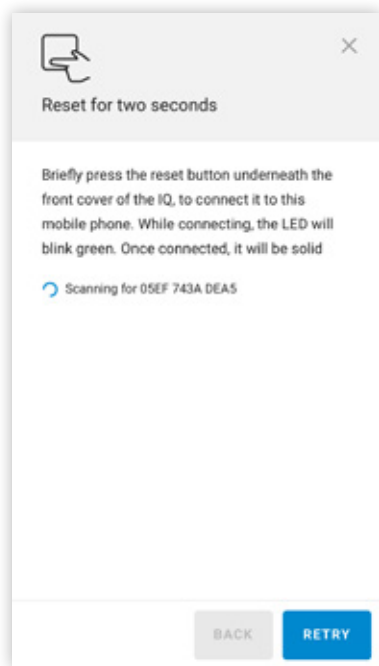 Reset for two seconds
Briefly press the reset button underneath the
front cover of the IQ, to connect it to this
mobile phone. While connecting, the LED will
blink green. Once connected, it will be solid
Scanning for 05EF 743A DEA5
BACK
RETRY